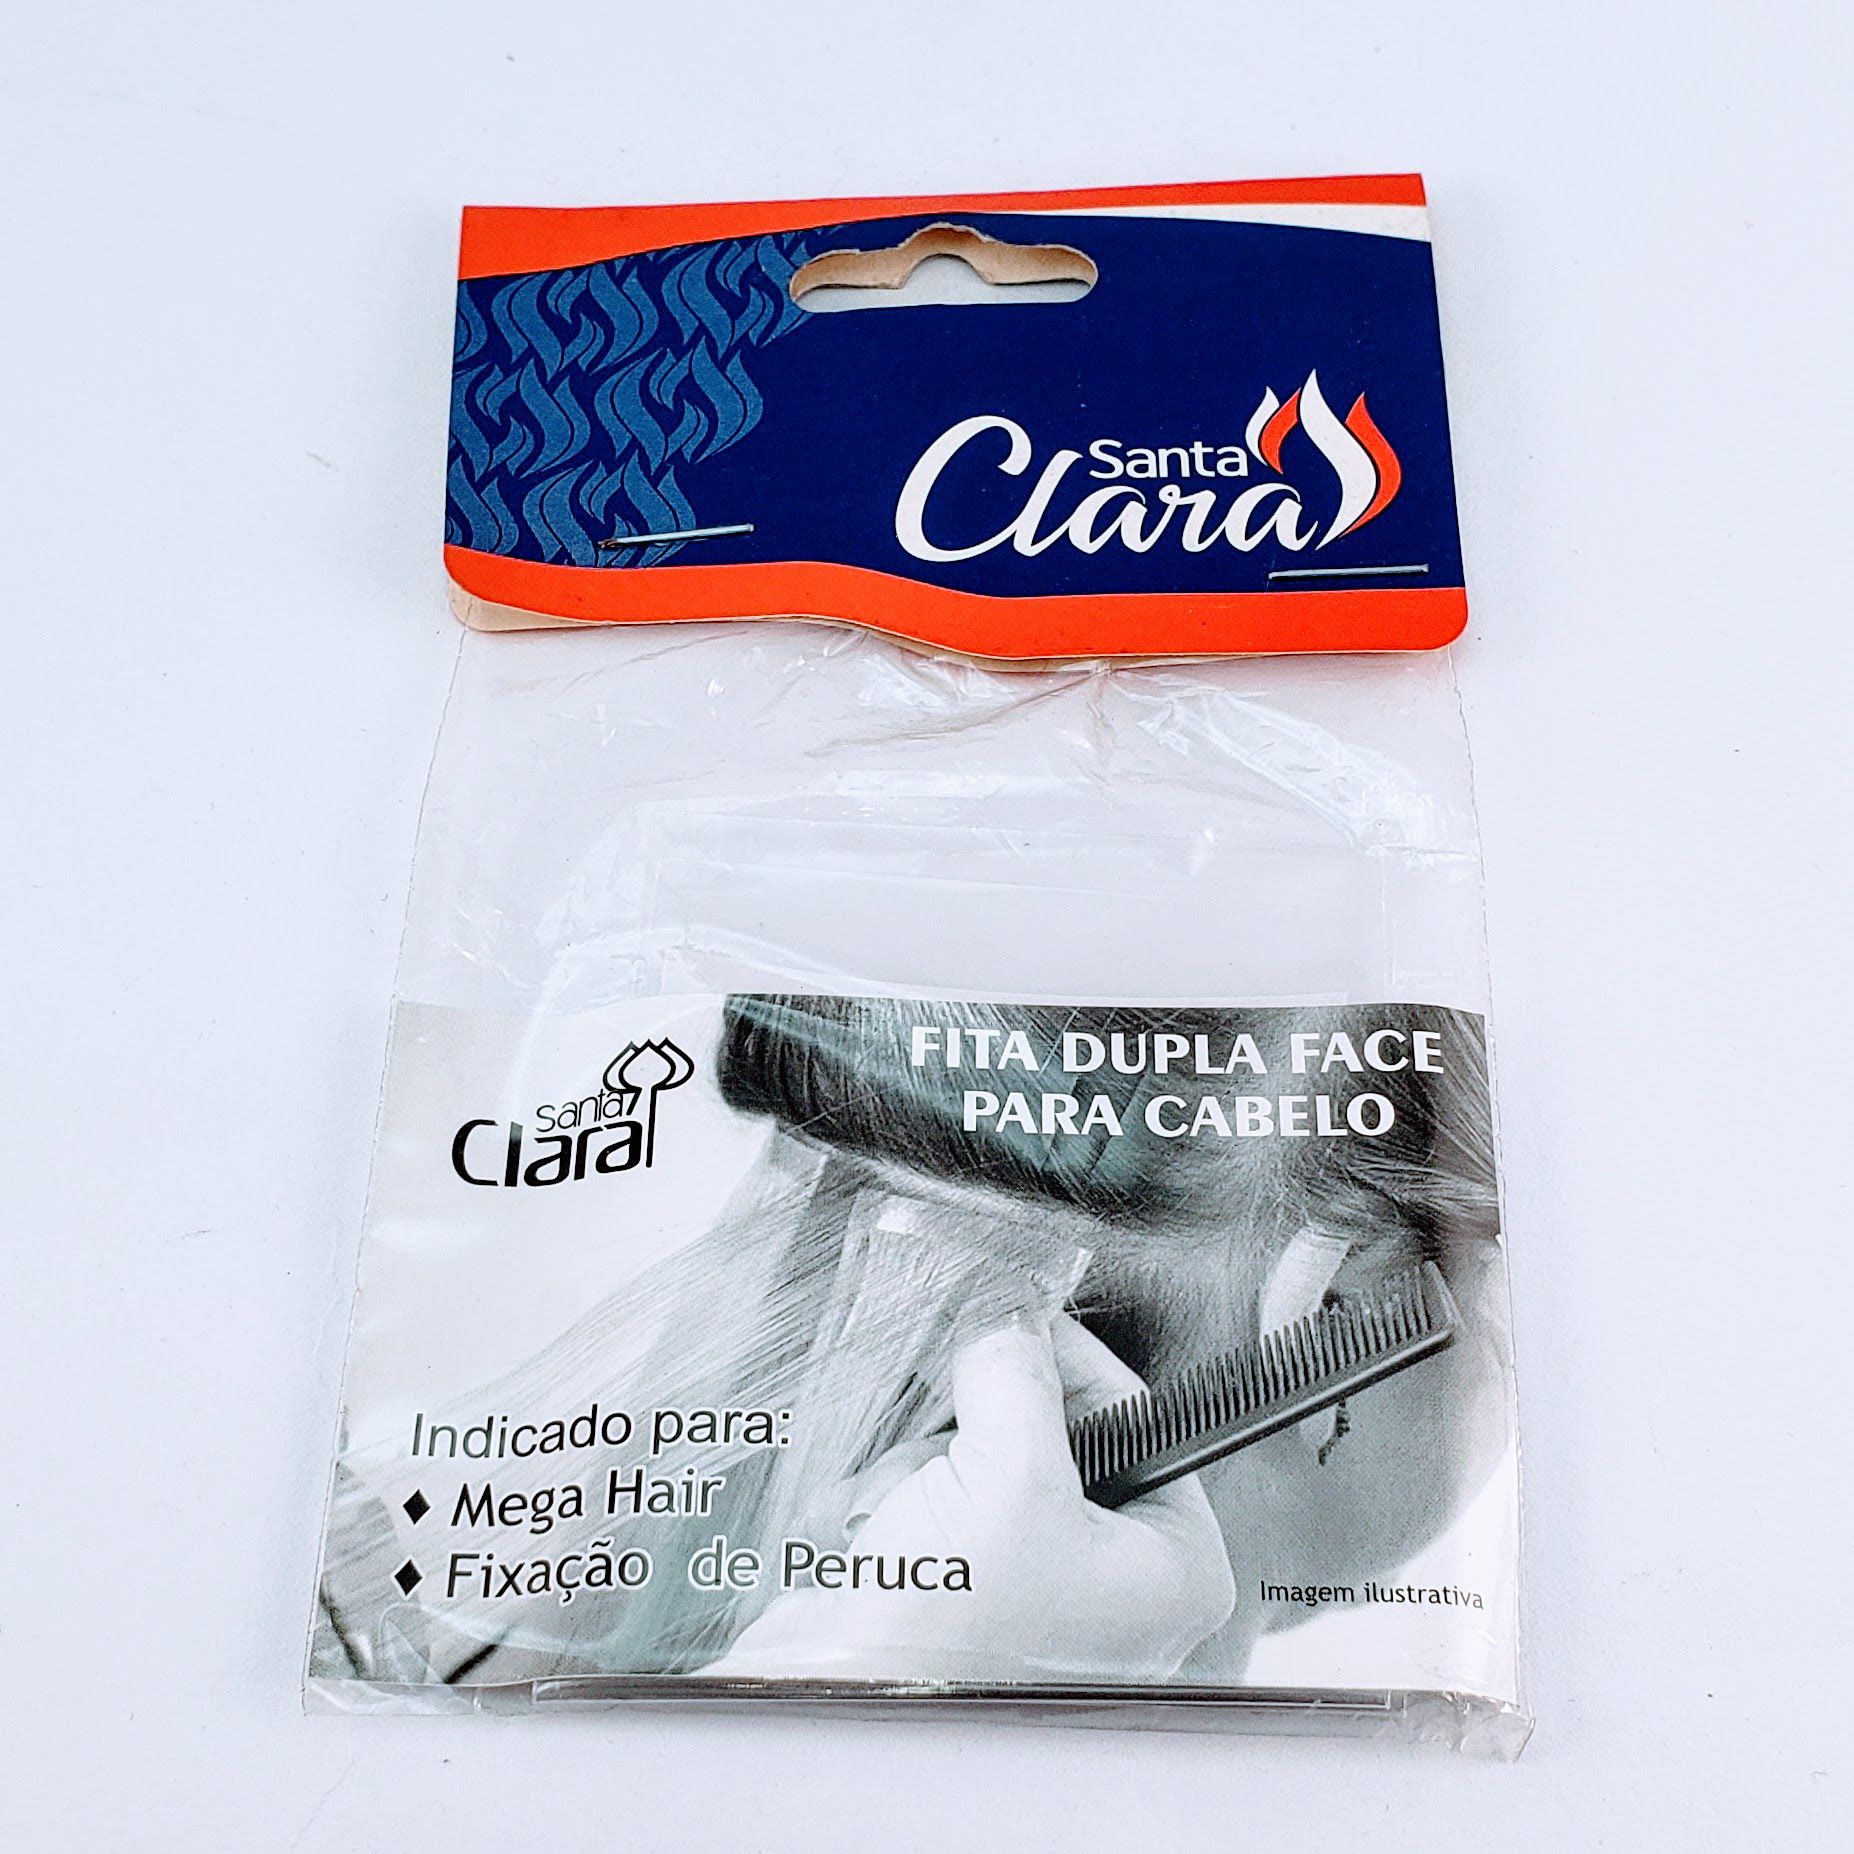 Santa
Clara
Santa
Clara
FITA DUPLA FACE
PARA CABELO
Indicado para:
♦ Mega Hair
♦ Fixação de Peruca
Imagem ilustrativa